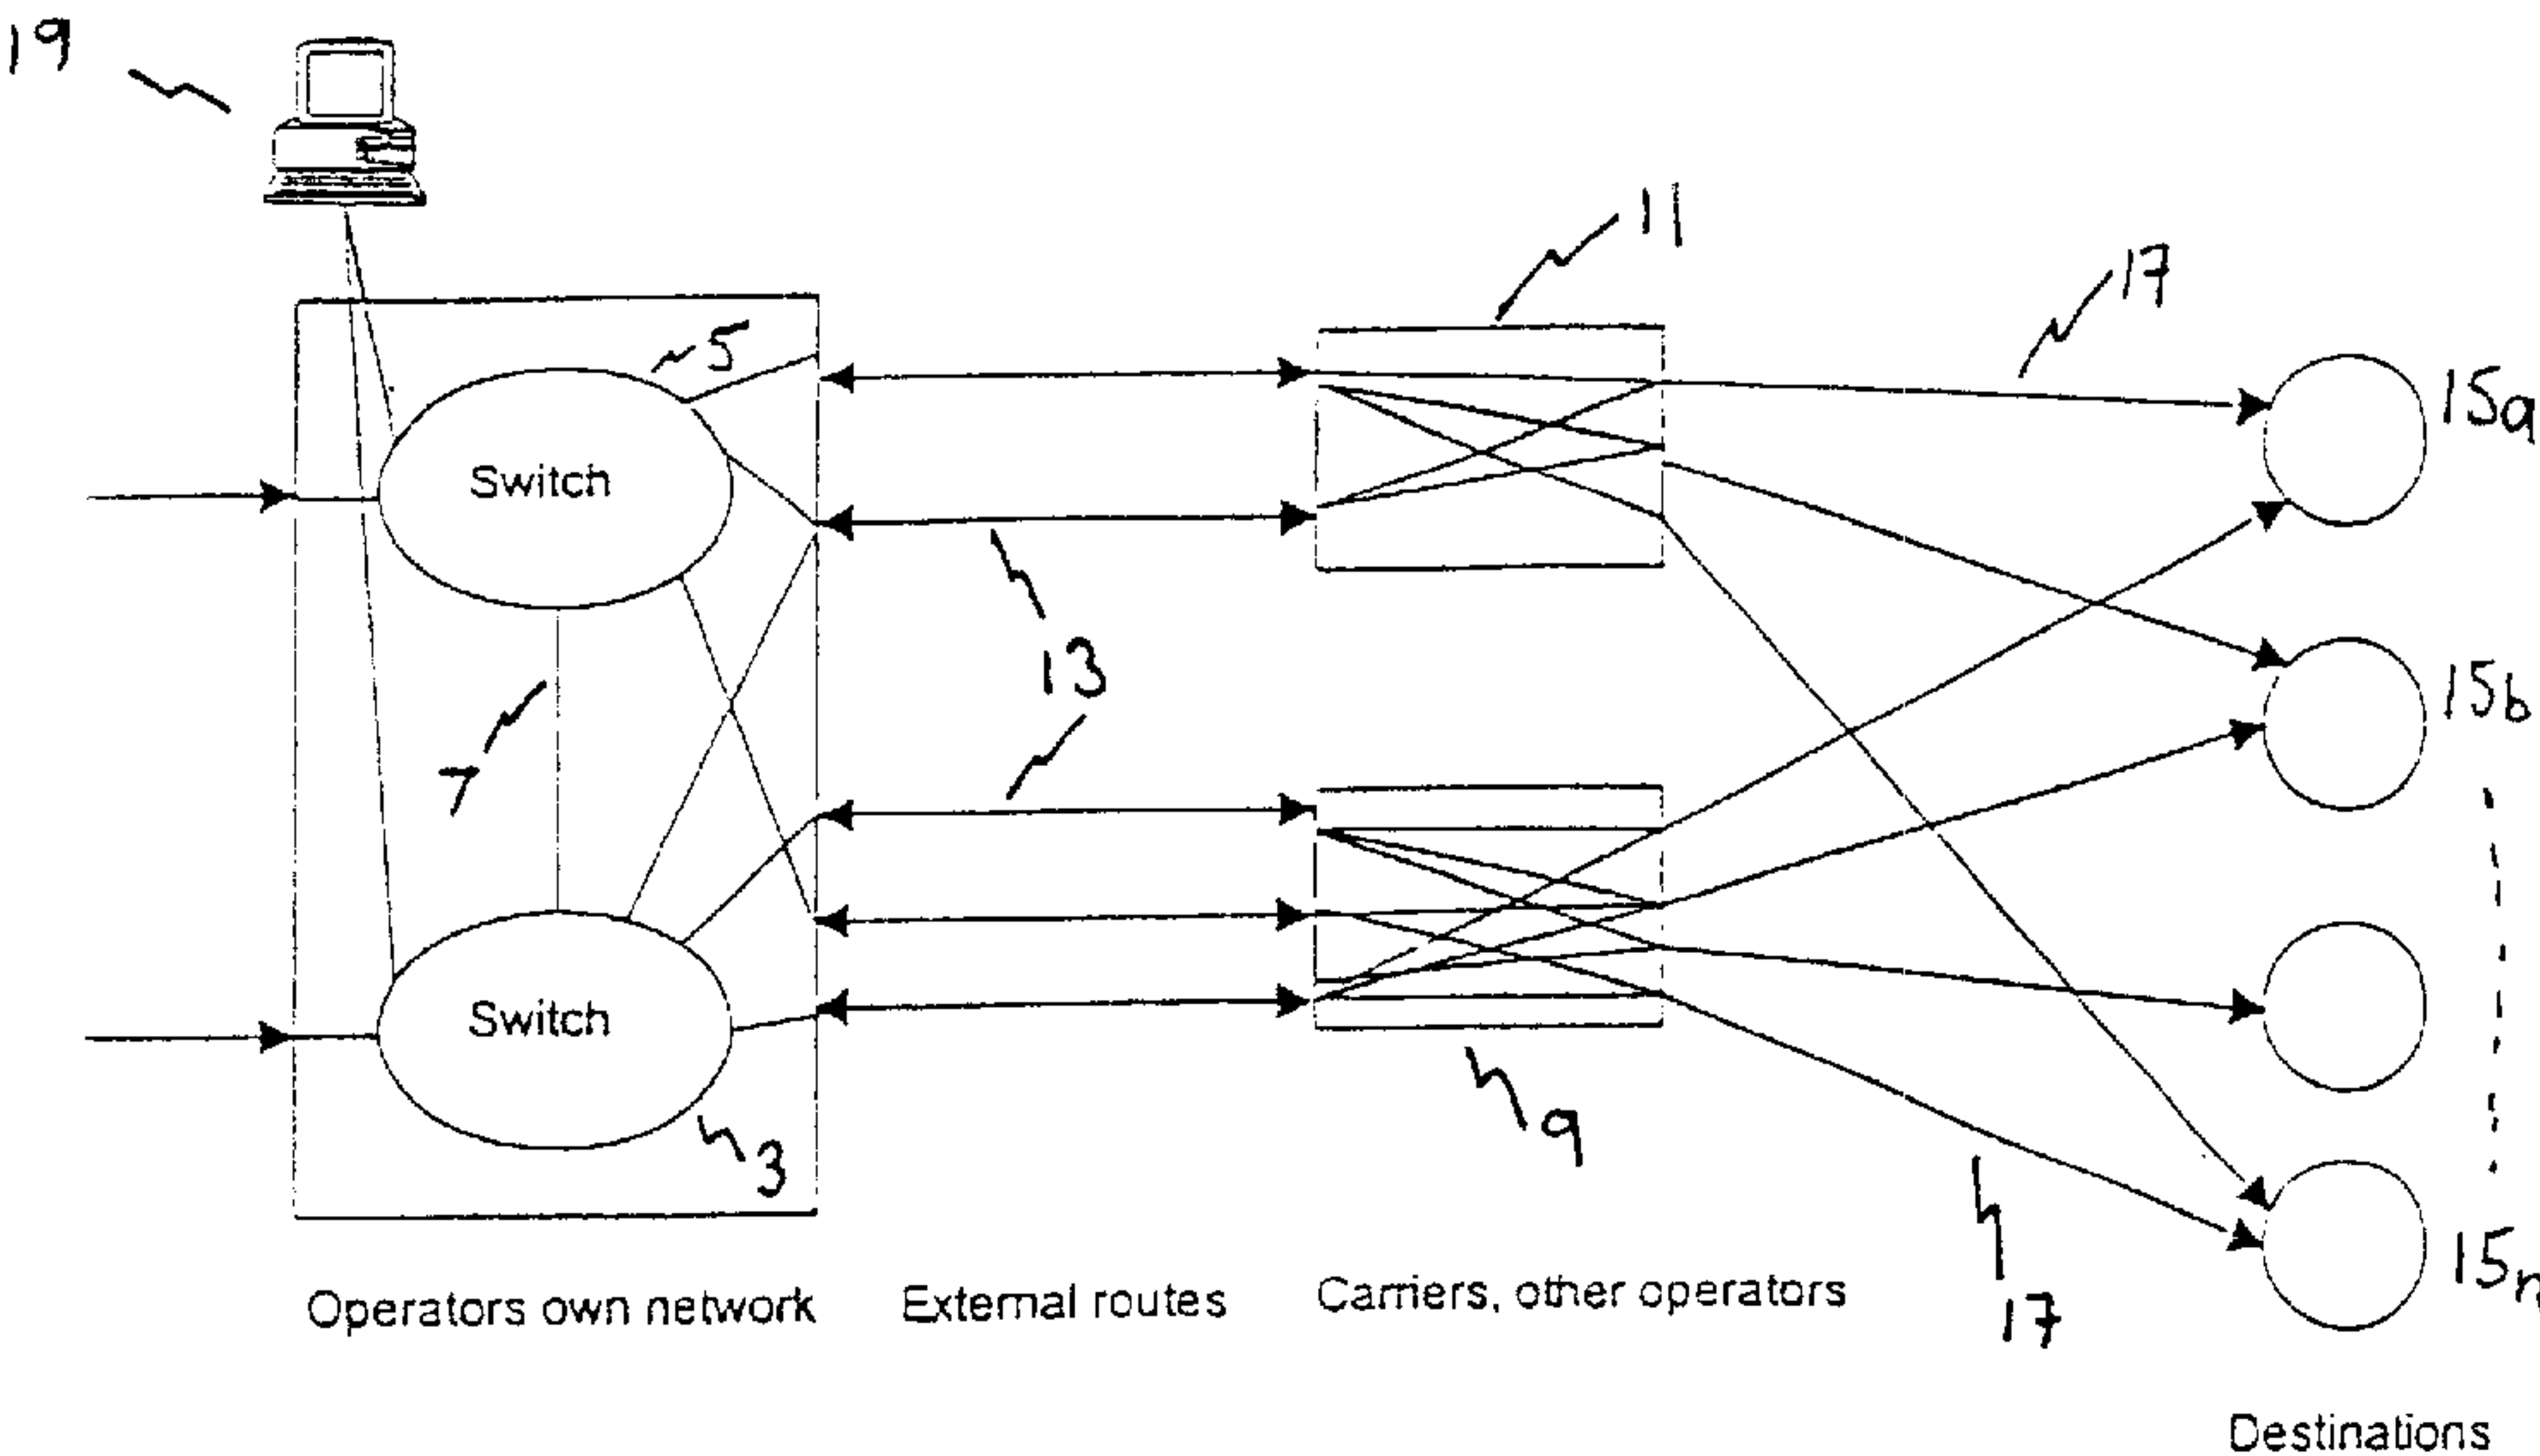 19
11
17
5
15a
Switch
13
15b
7
Switch
3
9
17
15n
Operators own network
External routes
Carriers, other operators
Destinations